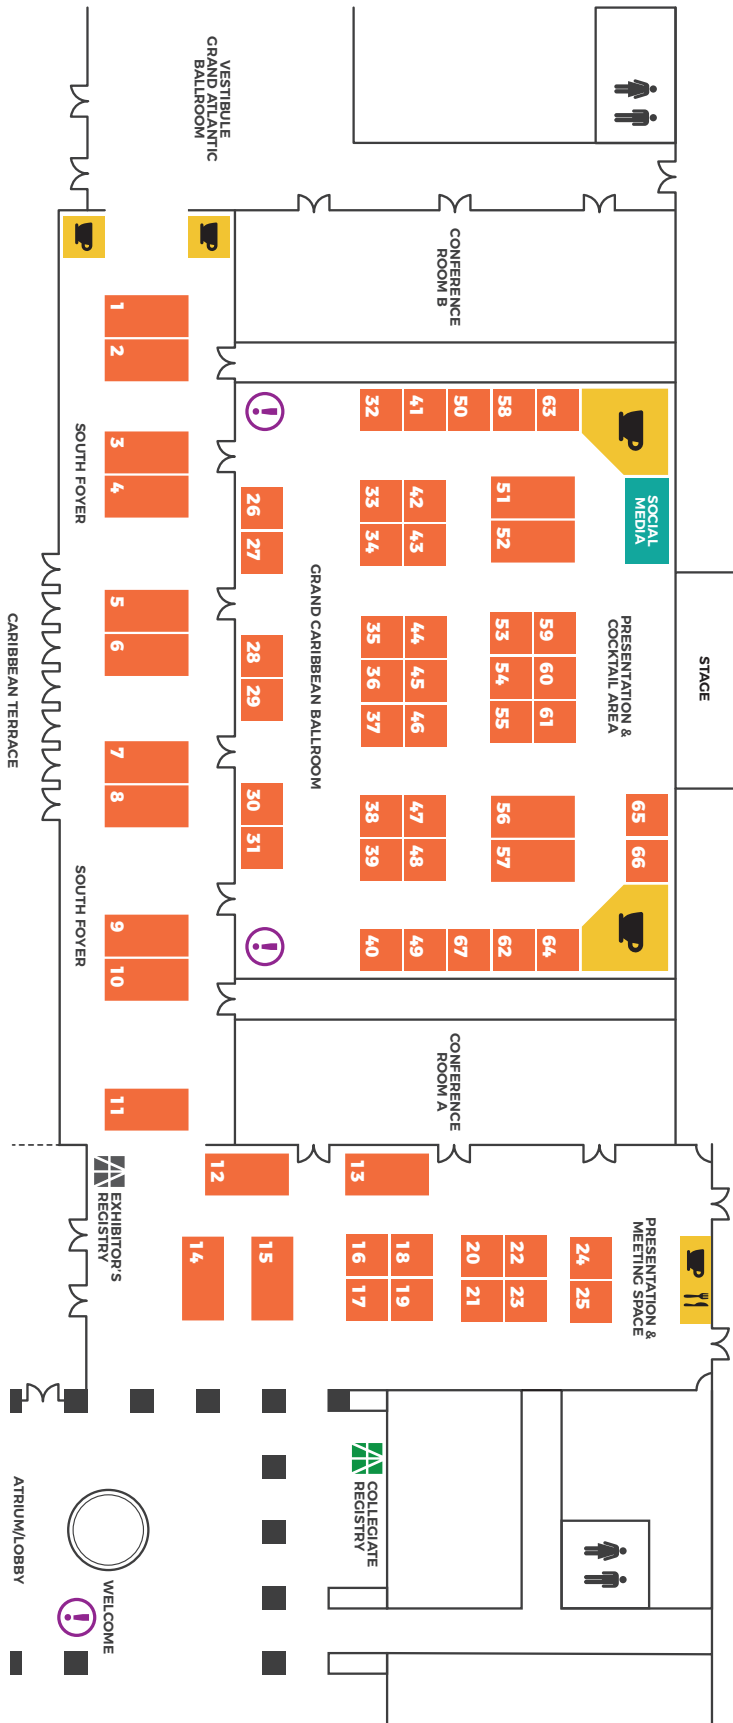 VESTIBULE
GRAND ATLANTIC
BALLROOM
CONFERENCE
ROOM B
1
2
3
4
5
6
7
8
9
10
11
SOUTH FOYER
SOUTH FOYER
CARIBBEAN TERRACE
26
27
28
29
30
31
GRAND CARIBBEAN BALLROOM
32
41
50
58
63
33
42
34
43
51
52
35
44
36
45
37
46
53
59
54
60
55
61
38
47
39
48
56
57
40
49
67
62
64
65
66
SOCIAL
MEDIA
PRESENTATION &
COCKTAIL AREA
STAGE
CONFERENCE
ROOM A
12
13
14
15
16
18
17
19
20
22
21
23
24
25
PRESENTATION &
MEETING SPACE
EXHIBITOR'S
REGISTRY
COLLEGIATE
REGISTRY
ATRIUM/LOBBY
WELCOME